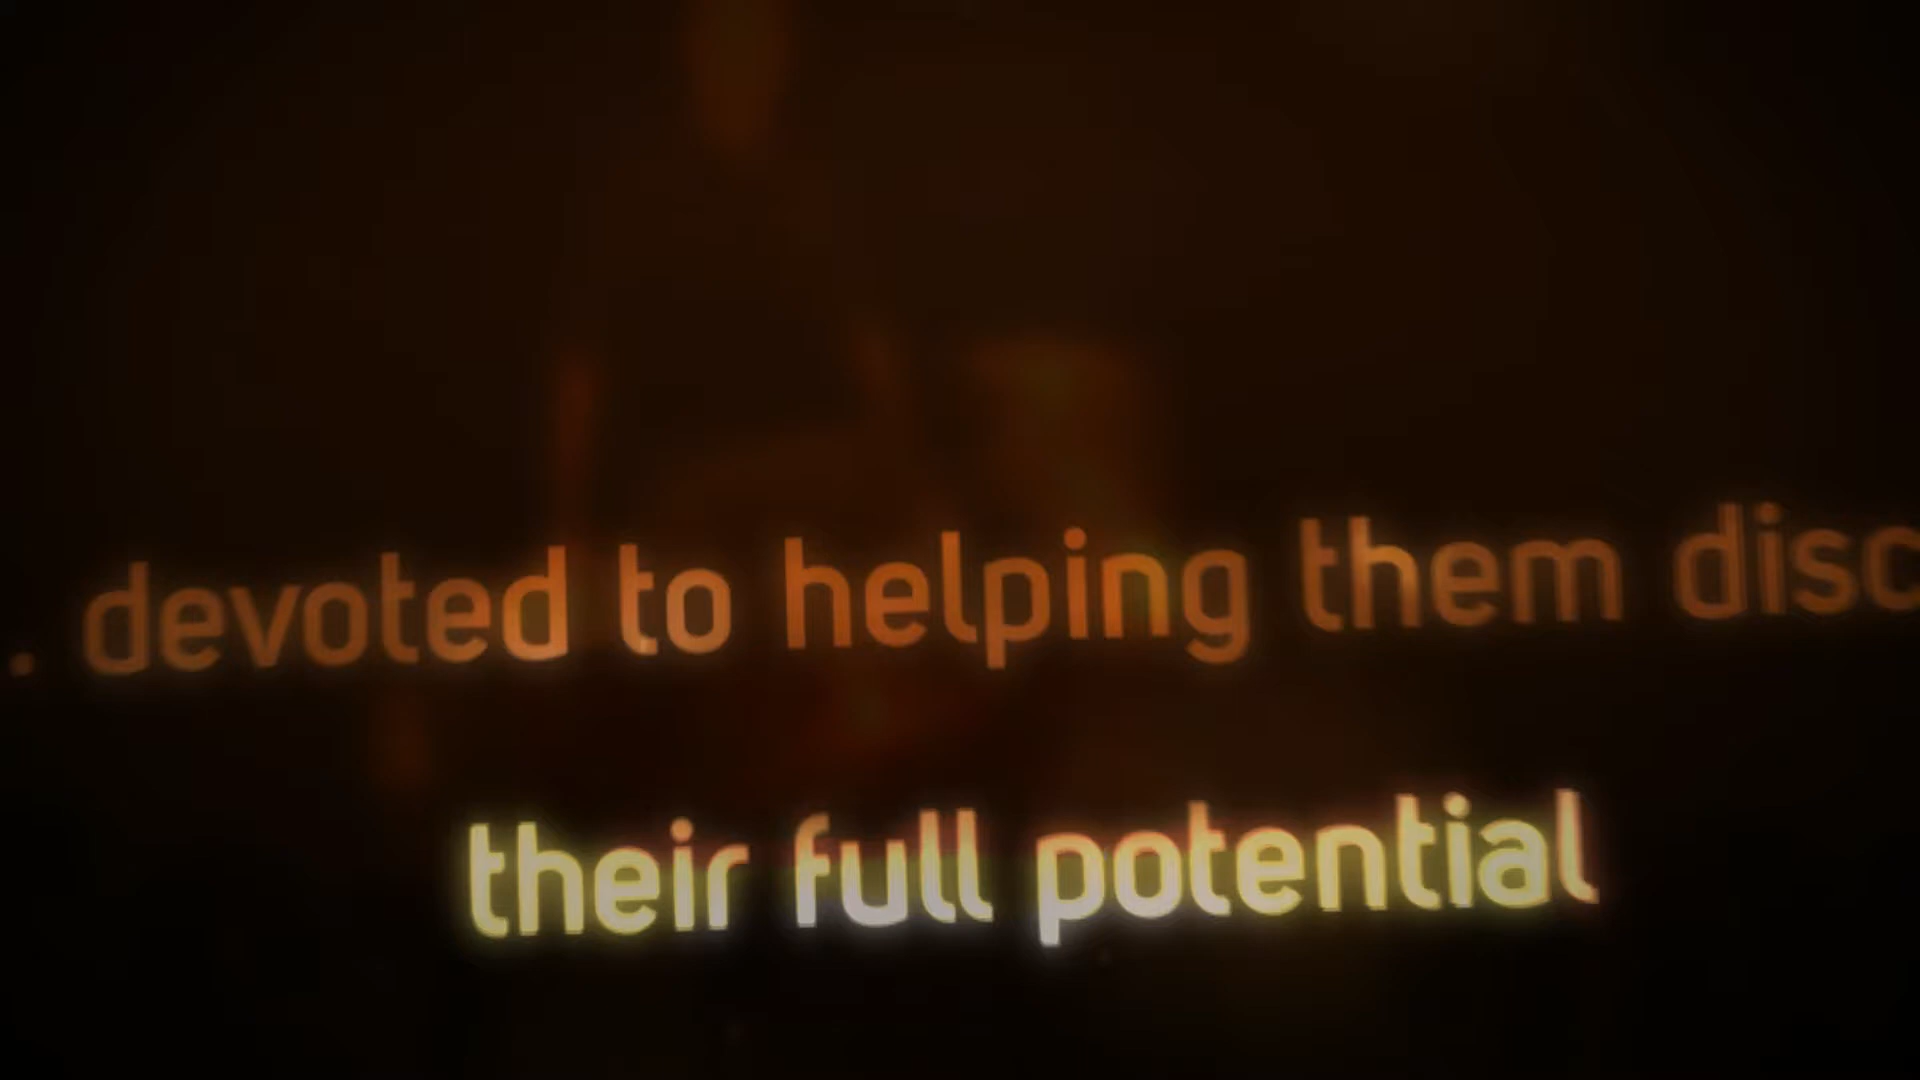 . devoted to helping them disc
their full potential